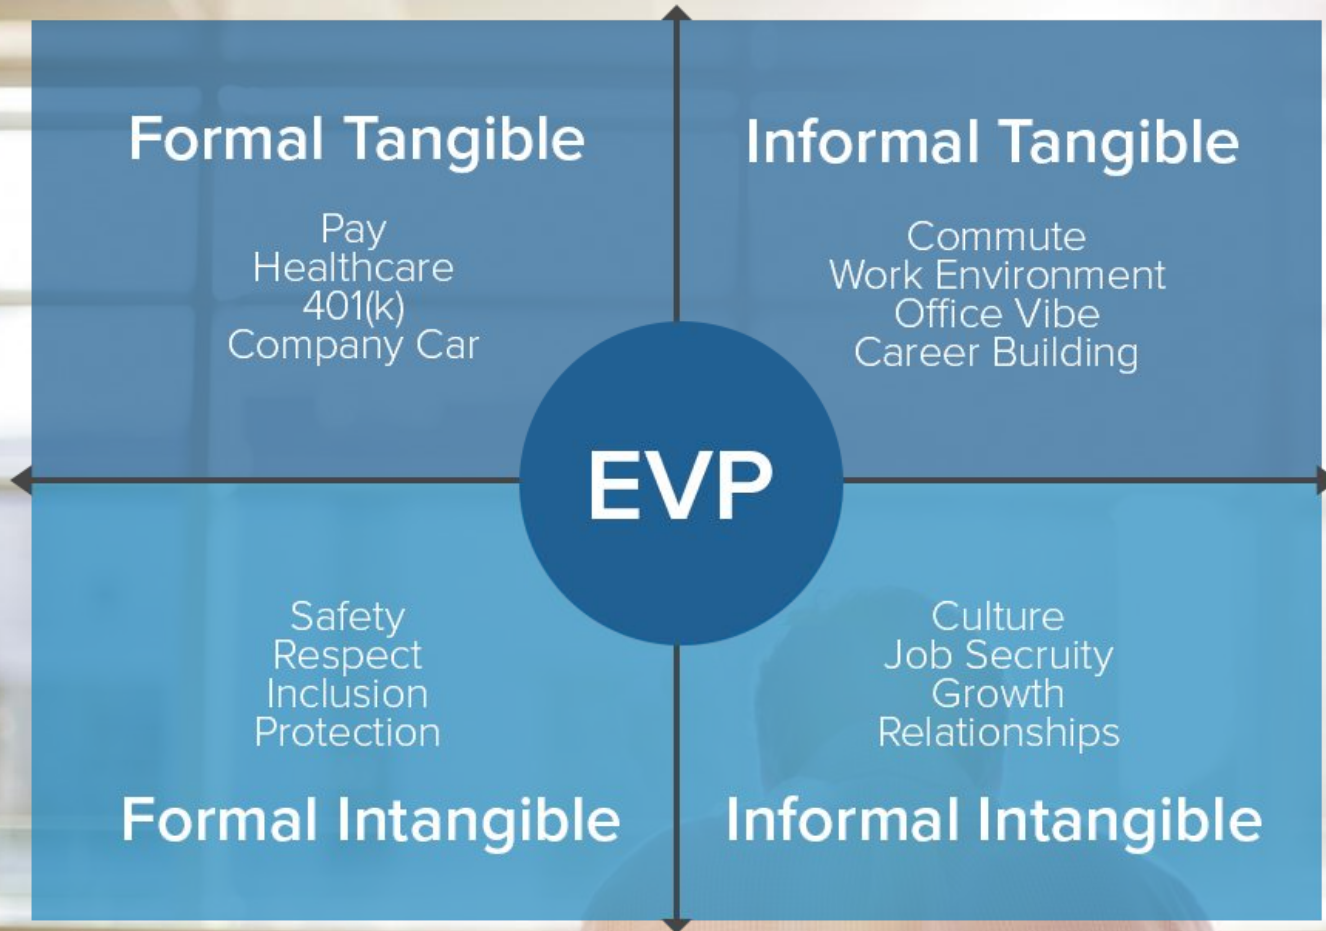 Formal Tangible
Pay
Healthcare
401(k)
Company Car
Informal Tangible
Commute
Work Environment
Office Vibe
Career Building
EVP
Safety
Respect
Inclusion
Protection
Formal Intangible
Culture
Job Secruity
Growth
Relationships
Informal Intangible